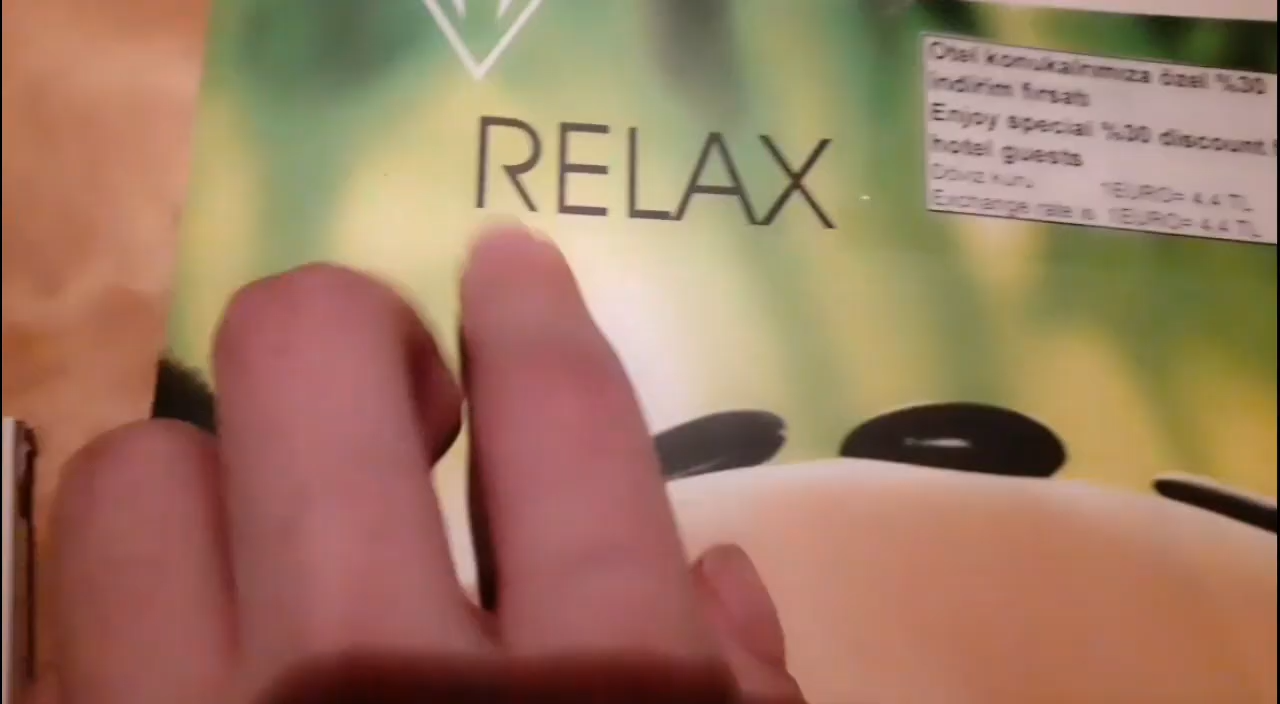 RELAX
Otel konuklarımıza özel %30
indirim fırsatı
Enjoy special %30 discount
hotel guests
Döviz Kuru 1EURO= 4.4 TL
Exchange rate is 1EURO= 4.4 TL